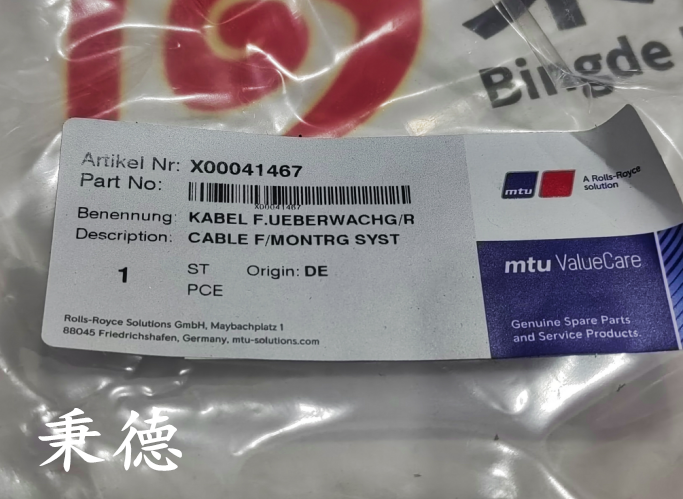 Bingde
Artikel Nr: X00041467
Part No:
X00041467
Benennung: KABEL F.UEBERWACHG/R
Description: CABLE F/MONTRG SYST
1 ST Origin: DE
PCE
Rolls-Royce Solutions GmbH, Maybachplatz 1
88045 Friedrichshafen, Germany, mtu-solutions.com
mtu
A Rolls-Royce
solution
mtu ValueCare
Genuine Spare Parts
and Service Products.
秉德